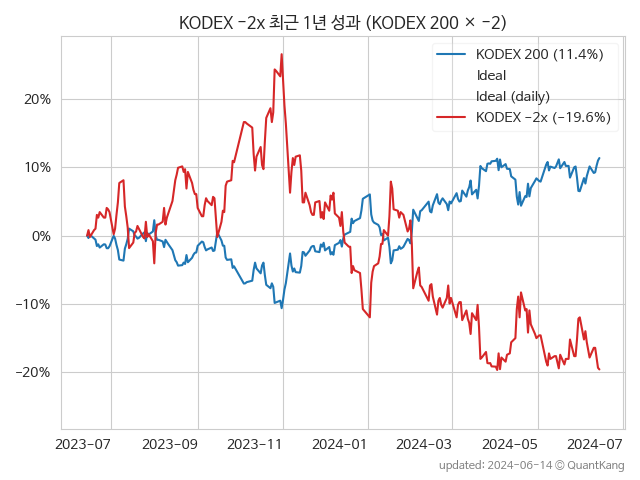 KODEX −2x 최근 1년 성과 (KODEX 200 × −2)
KODEX 200 (11.4%)
Ideal
Ideal (daily)
KODEX −2x (−19.6%)
20%
10%
0%
−10%
−20%
2023−07
2023−09
2023−11
2024−01
2024−03
2024−05
2024−07
updated: 2024−06−14 © QuantKang